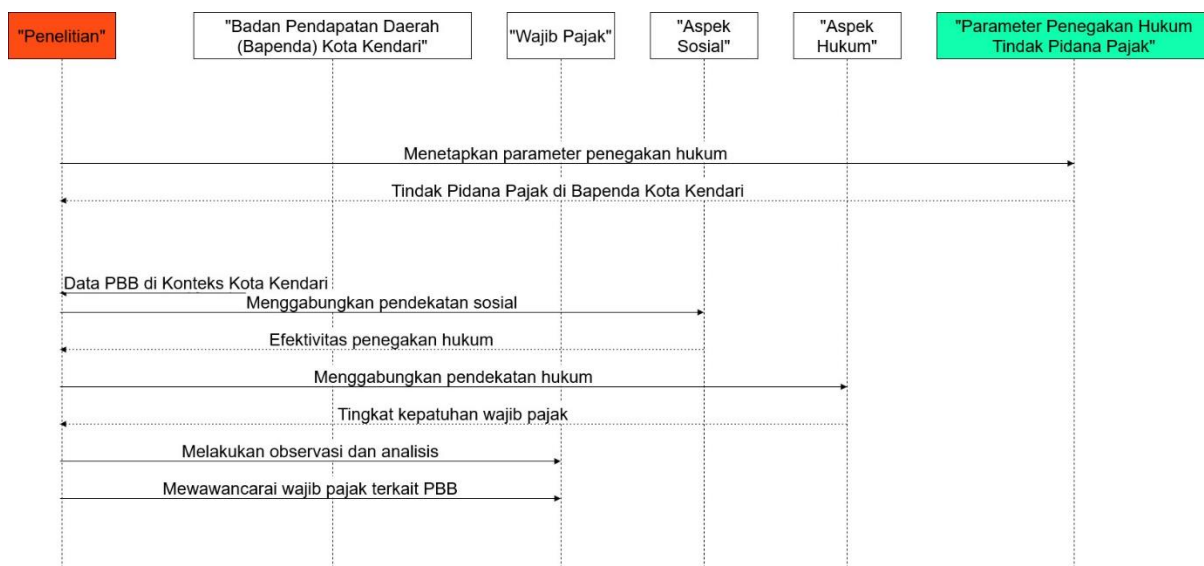 "Penelitian"
"Badan Pendapatan Daerah
(Bapenda) Kota Kendari"
"Wajib Pajak"
"Aspek
Sosial"
"Aspek
Hukum"
"Parameter Penegakan Hukum
Tindak Pidana Pajak"
Menetapkan parameter penegakan hukum
Tindak Pidana Pajak di Bapenda Kota Kendari
Data PBB di Konteks Kota Kendari
Menggabungkan pendekatan sosial
Efektivitas penegakan hukum
Menggabungkan pendekatan hukum
Tingkat kepatuhan wajib pajak
Melakukan observasi dan analisis
Mewawancarai wajib pajak terkait PBB